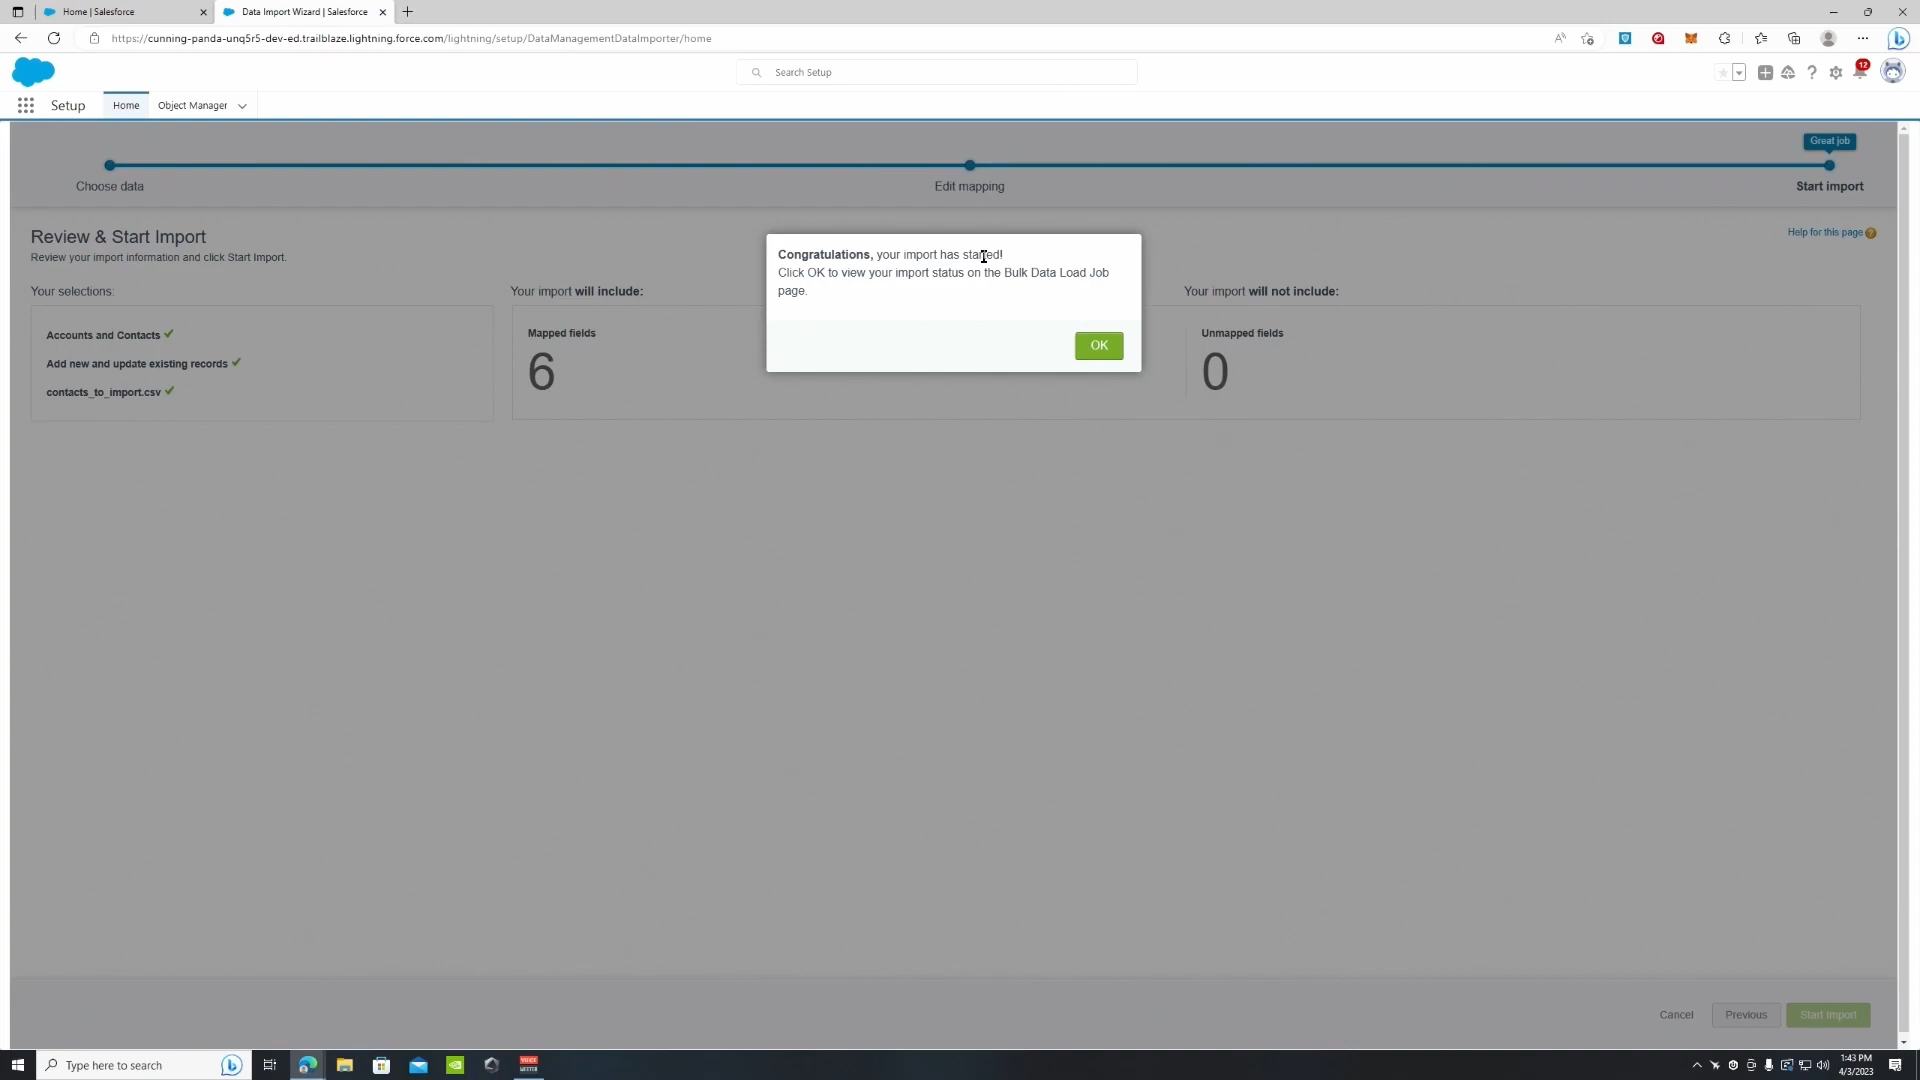 Home | Salesforce
Data Import Wizard | Salesforce
https://cunning-panda-unq5r5-dev-ed.trailblaze.lightning.force.com/lightning/setup/DataManagementDataImporter/home
Search Setup
12
Setup
Home
Object Manager
Great job
Choose data
Edit mapping
Start import
Review & Start Import
Help for this page
Review your import information and click Start Import.
Congratulations, your import has started!
Click OK to view your import status on the Bulk Data Load Job
page.
OK
Your selections:
Your import will include:
Your import will not include:
Accounts and Contacts
Add new and update existing records
contacts_to_import.csv
Mapped fields
6
Unmapped fields
0
Cancel
Previous
Start Import
Type here to search
VOICE
1:43 PM
4/3/2023